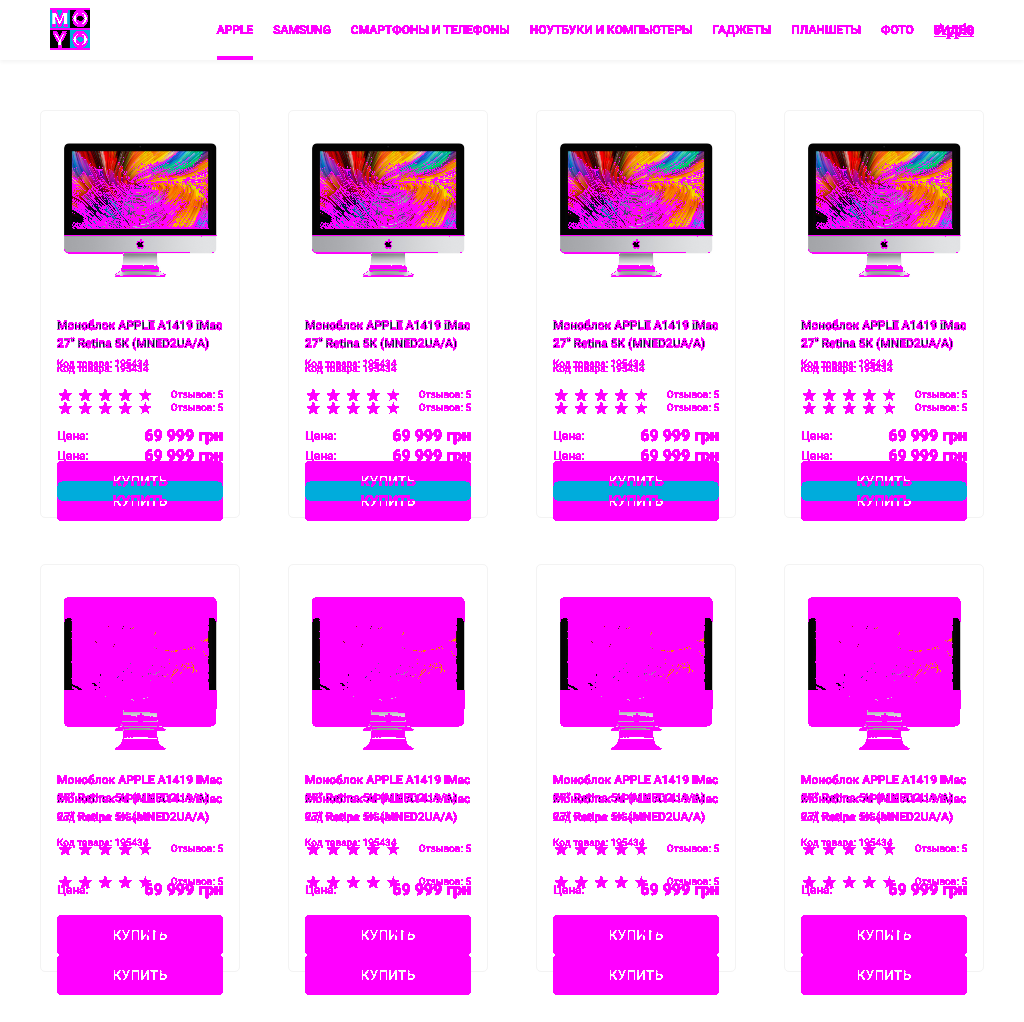 MOYO
APPLE SAMSUNG СМАРТФОНЫ И ТЕЛЕФОНЫ НОУТБУКИ И КОМПЬЮТЕРЫ ГАДЖЕТЫ ПЛАНШЕТЫ ФОТО
Моноблок APPLE A1419 iMac Моноблок APPLE A1419 iMac Моноблок APPLE A1419 iMac Моноблок APPLE A1419 iMac
27" Retina 5K (MNED2UA/A) 27" Retina 5K (MNED2UA/A) 27" Retina 5K (MNED2UA/A) 27" Retina 5K (MNED2UA/A)
Код товара: 195434 Код товара: 195434 Код товара: 195434 Код товара: 195434
Код товара: 195434 Код товара: 195434 Код товара: 195434 Код товара: 195434
Отзывов: 5 Отзывов: 5 Отзывов: 5 Отзывов: 5
Отзывов: 5 Отзывов: 5 Отзывов: 5 Отзывов: 5
Цена: 69 999 грн Цена: 69 999 грн Цена: 69 999 грн Цена: 69 999 грн
Цена: 69 999 грн Цена: 69 999 грн Цена: 69 999 грн Цена: 69 999 грн
КУПИТЬ КУПИТЬ КУПИТЬ КУПИТЬ
КУПИТЬ КУПИТЬ КУПИТЬ КУПИТЬ
Моноблок APPLE A1419 iMac Моноблок APPLE A1419 iMac Моноблок APPLE A1419 iMac Моноблок APPLE A1419 iMac
27" Retina 5K (MNED2UA/A) 27" Retina 5K (MNED2UA/A) 27" Retina 5K (MNED2UA/A) 27" Retina 5K (MNED2UA/A)
Код товара: 195434 Код товара: 195434 Код товара: 195434 Код товара: 195434
Отзывов: 5 Отзывов: 5 Отзывов: 5 Отзывов: 5
Отзывов: 5 Отзывов: 5 Отзывов: 5 Отзывов: 5
Цена: 69 999 грн Цена: 69 999 грн Цена: 69 999 грн Цена: 69 999 грн
КУПИТЬ КУПИТЬ КУПИТЬ КУПИТЬ
КУПИТЬ КУПИТЬ КУПИТЬ КУПИТЬ